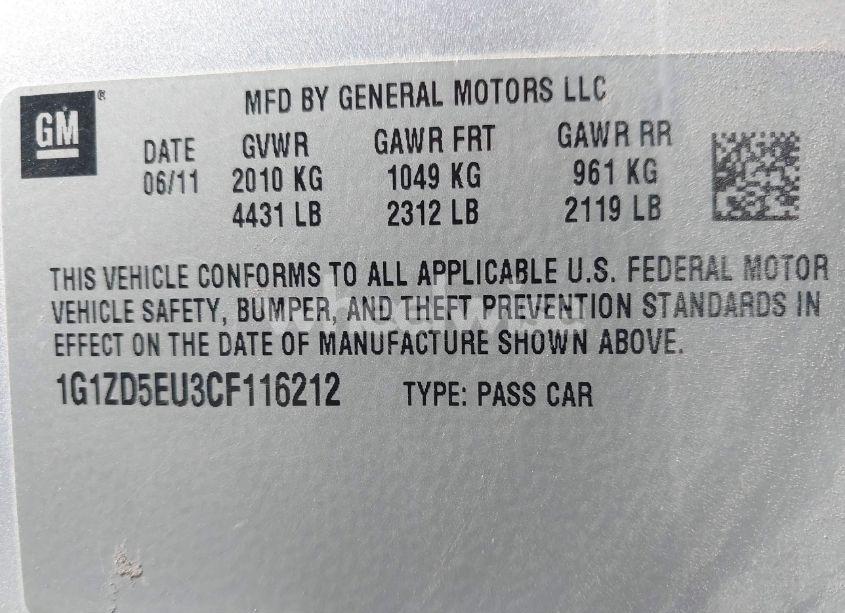 GM
MFD BY GENERAL MOTORS LLC
DATE GVWR GAWR FRT GAWR RR
06/11 2010 KG 1049 KG 961 KG
4431 LB 2312 LB 2119 LB
THIS VEHICLE CONFORMS TO ALL APPLICABLE U.S. FEDERAL MOTOR
VEHICLE SAFETY, BUMPER, AND THEFT PREVENTION STANDARDS IN
EFFECT ON THE DATE OF MANUFACTURE SHOWN ABOVE.
1G1ZD5EU3CF116212 TYPE: PASS CAR